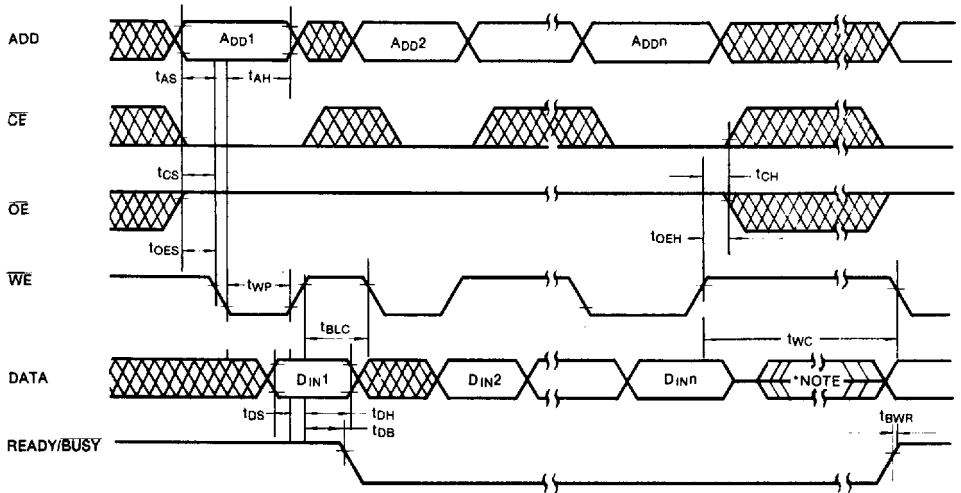 ADD
ADD1
ADD2
ADDn
tAS
tAH
CE
tCS
tCH
OE
tOES
tOEH
WE
tWP
tBLC
tWC
DATA
DIN1
DIN2
DINn
*NOTE
tDS
tDH
tDB
tBWR
READY/BUSY